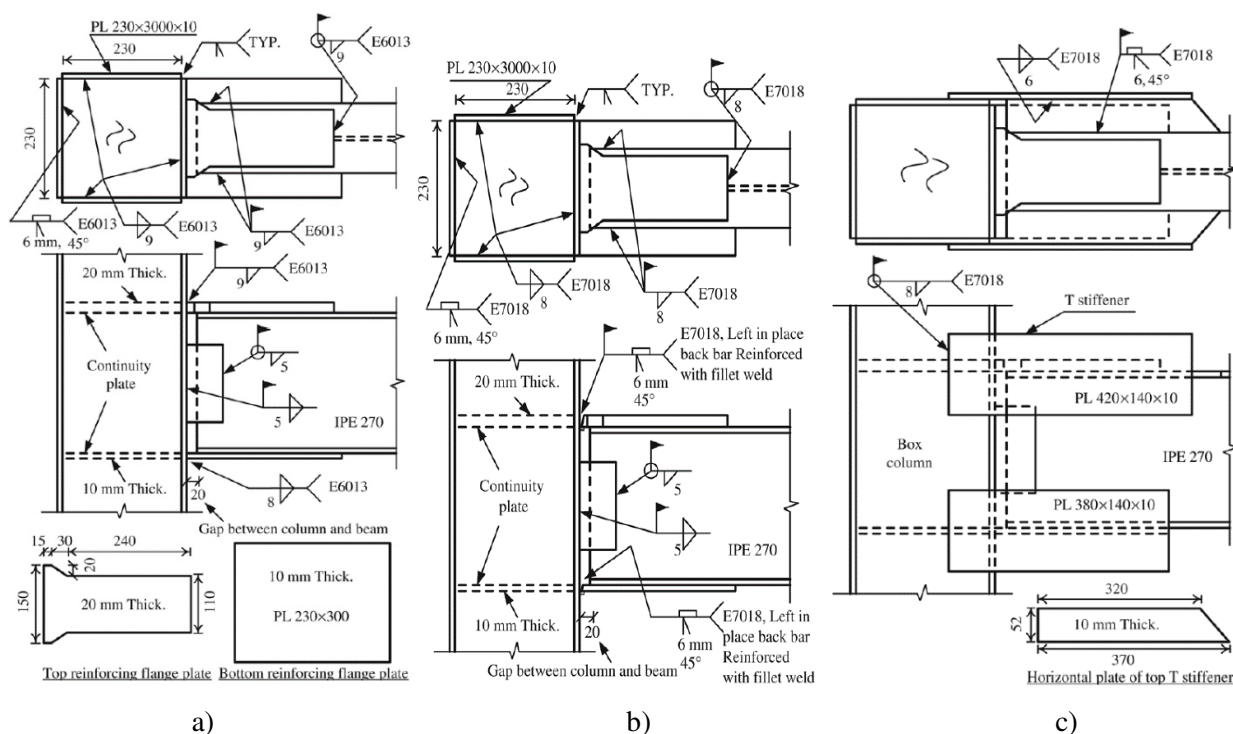 PL 230×3000×10
230
TYP.
9
E6013
230
E6013
6 mm, 45°
E6013
9
E6013
9
E6013
9
20 mm Thick.
Continuity
plate
5
5
IPE 270
10 mm Thick.
20
E6013
8
Gap between column and beam
15
30
240
20
150
20 mm Thick.
110
10 mm Thick.
PL 230×300
Top reinforcing flange plate
Bottom reinforcing flange plate
a)
PL 230×3000×10
230
TYP.
E7018
8
230
E7018
8
E7018
8
E7018
6 mm, 45°
E7018, Left in place
back bar Reinforced
with fillet weld
6 mm
45°
20 mm Thick.
Continuity
plate
5
5
IPE 270
10 mm Thick.
20
6 mm
45°
E7018, Left in
place back bar
Reinforced
with fillet weld
Gap between column and beam
b)
E7018
6
E7018
6, 45°
E7018
8
T stiffener
PL 420×140×10
Box
column
IPE 270
PL 380×140×10
320
52
10 mm Thick.
370
Horizontal plate of top T stiffener
c)